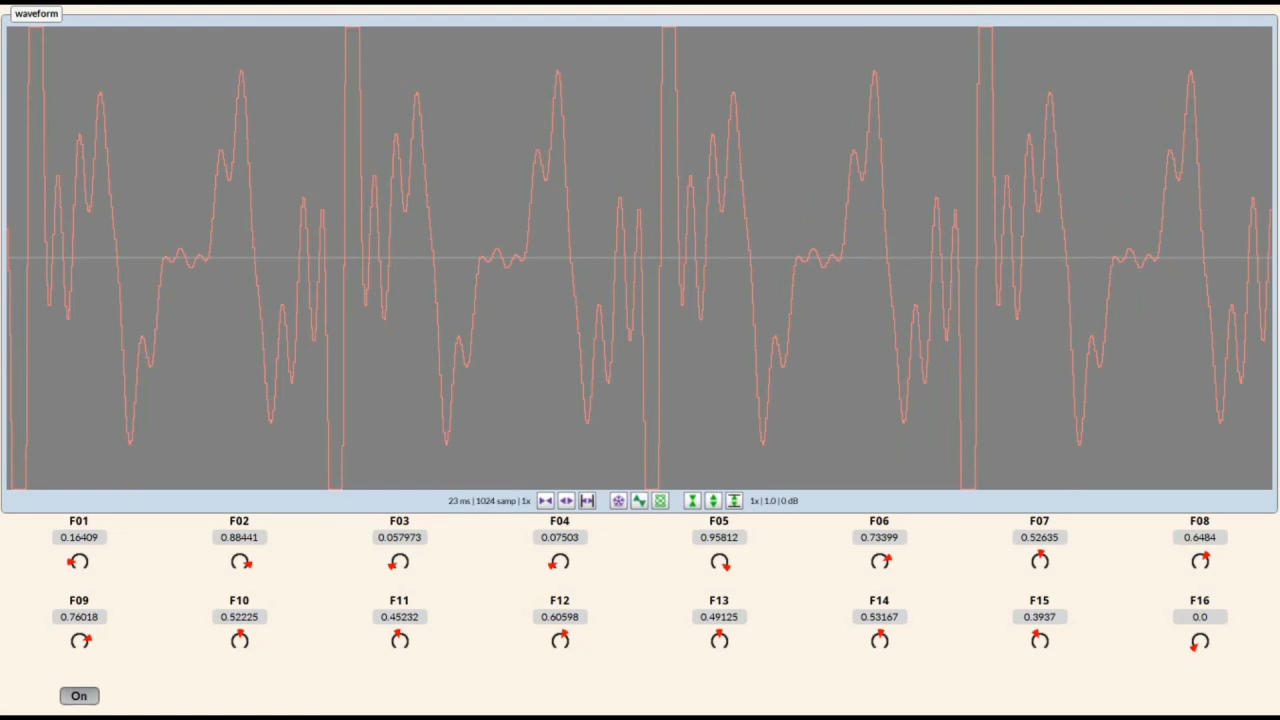 waveform
23 ms | 1024 samp | 1x 1x | 1.0 | 0 dB
F01 F02 F03 F04 F05 F06 F07 F08
0.16409 0.88441 0.057973 0.07503 0.95812 0.73399 0.52635 0.6484
F09 F10 F11 F12 F13 F14 F15 F16
0.76018 0.52225 0.45232 0.60598 0.49125 0.53167 0.3937 0.0
On